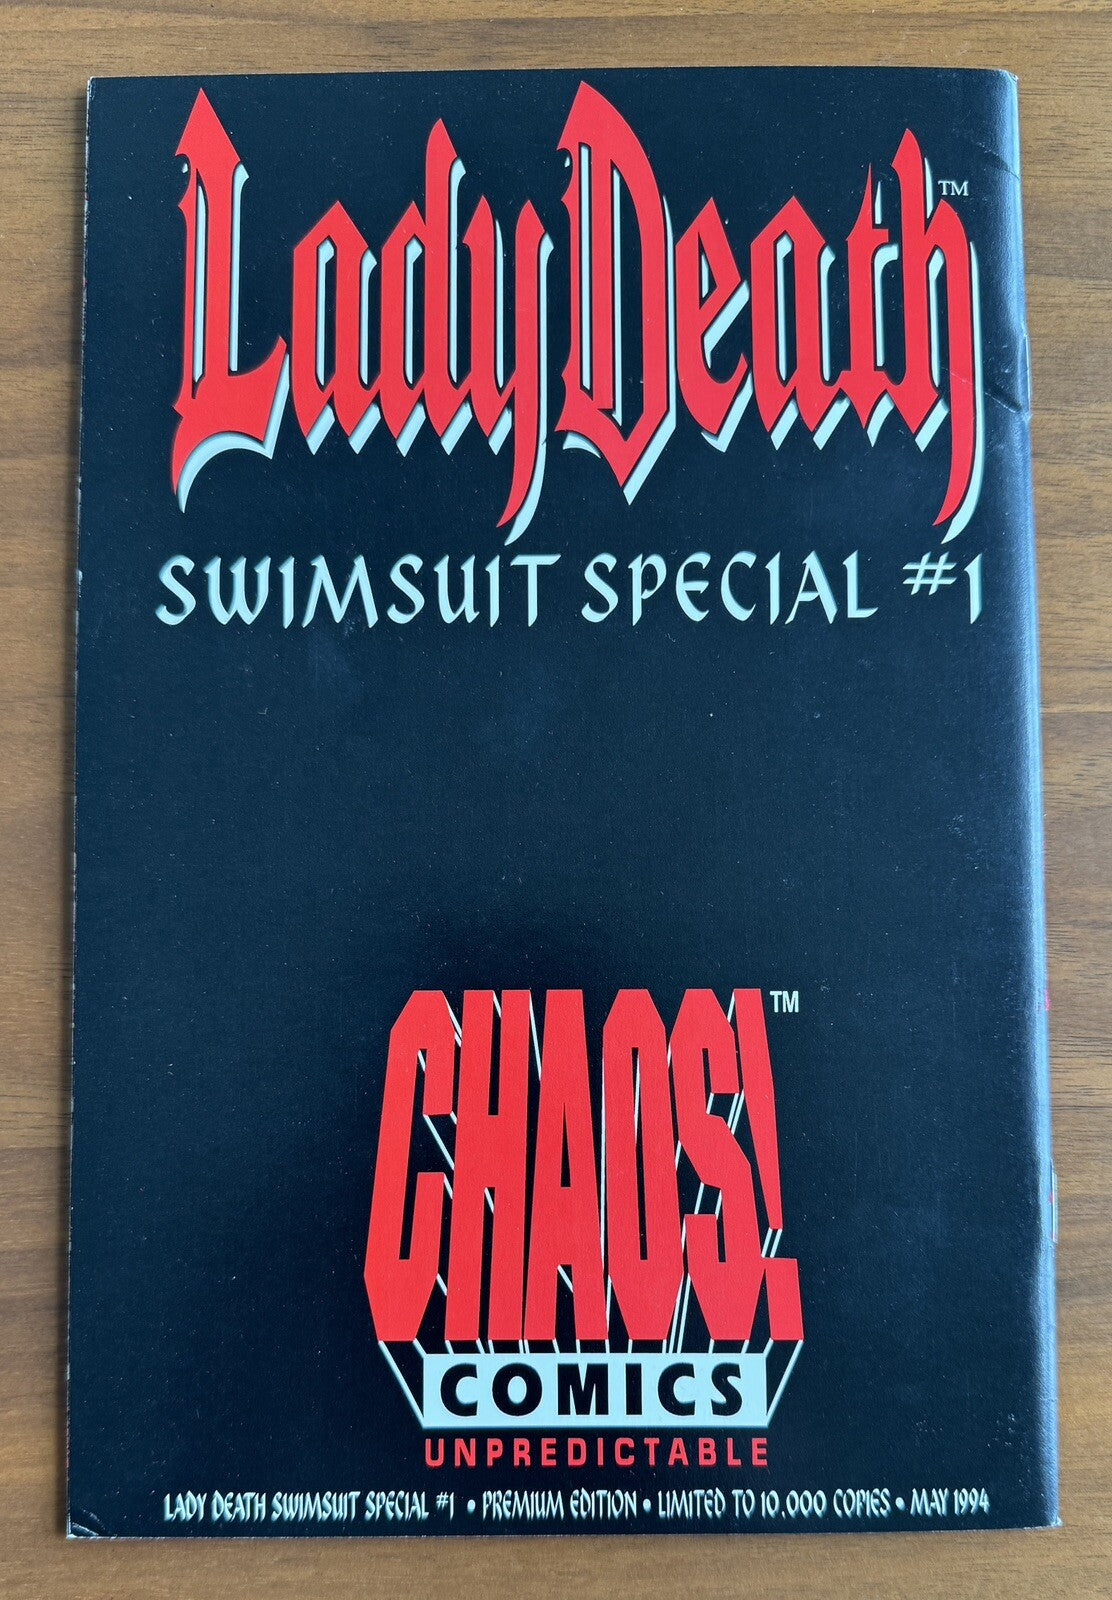 Lady Death™
SWIMSUIT SPECIAL #1
CHAOS!™
COMICS
UNPREDICTABLE
LADY DEATH SWIMSUIT SPECIAL #1 • PREMIUM EDITION • LIMITED TO 10,000 COPIES • MAY 1994